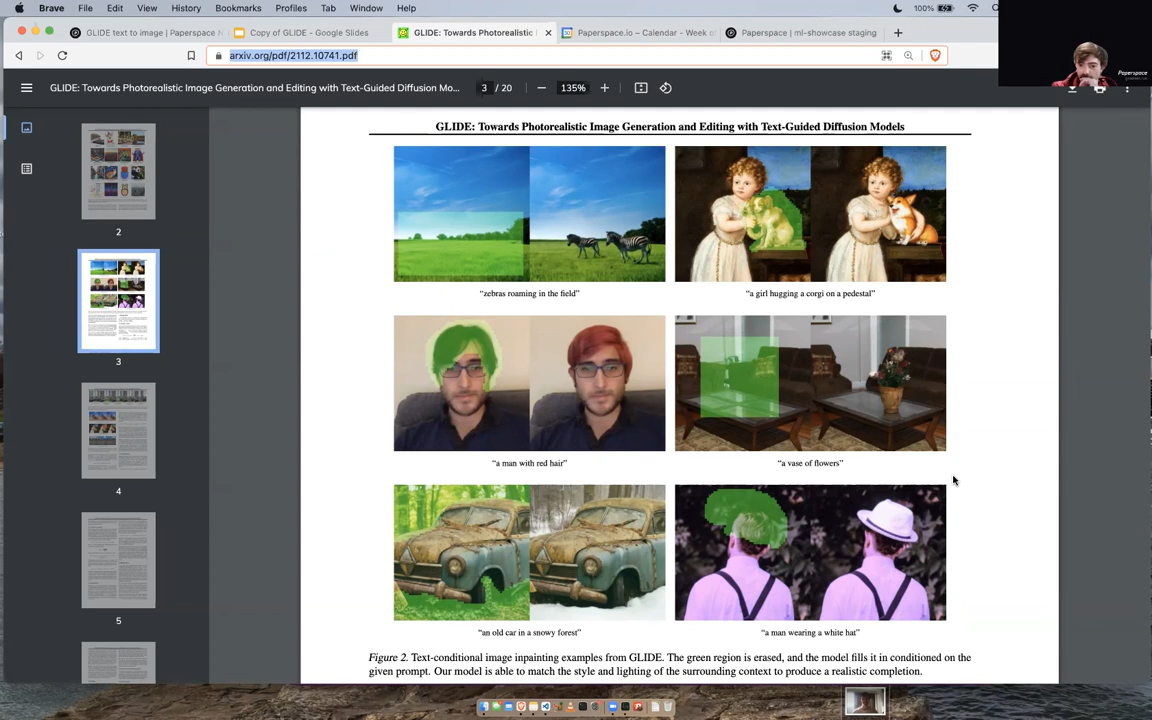 Brave File Edit View History Bookmarks Profiles Tab Window Help 100%
GLIDE text to image | Paperspace
Copy of GLIDE - Google Slides
GLIDE: Towards Photorealistic
Paperspace.io – Calendar - Week o
Paperspace | ml-showcase staging
arxiv.org/pdf/2112.10741.pdf
GLIDE: Towards Photorealistic Image Generation and Editing with Text-Guided Diffusion Mo... 3 / 20 135%
Paperspace
2
3
4
5
GLIDE: Towards Photorealistic Image Generation and Editing with Text-Guided Diffusion Models
“zebras roaming in the field”
“a girl hugging a corgi on a pedestal”
“a man with red hair”
“a vase of flowers”
“an old car in a snowy forest”
“a man wearing a white hat”
Figure 2. Text-conditional image inpainting examples from GLIDE. The green region is erased, and the model fills it in conditioned on the
given prompt. Our model is able to match the style and lighting of the surrounding context to produce a realistic completion.